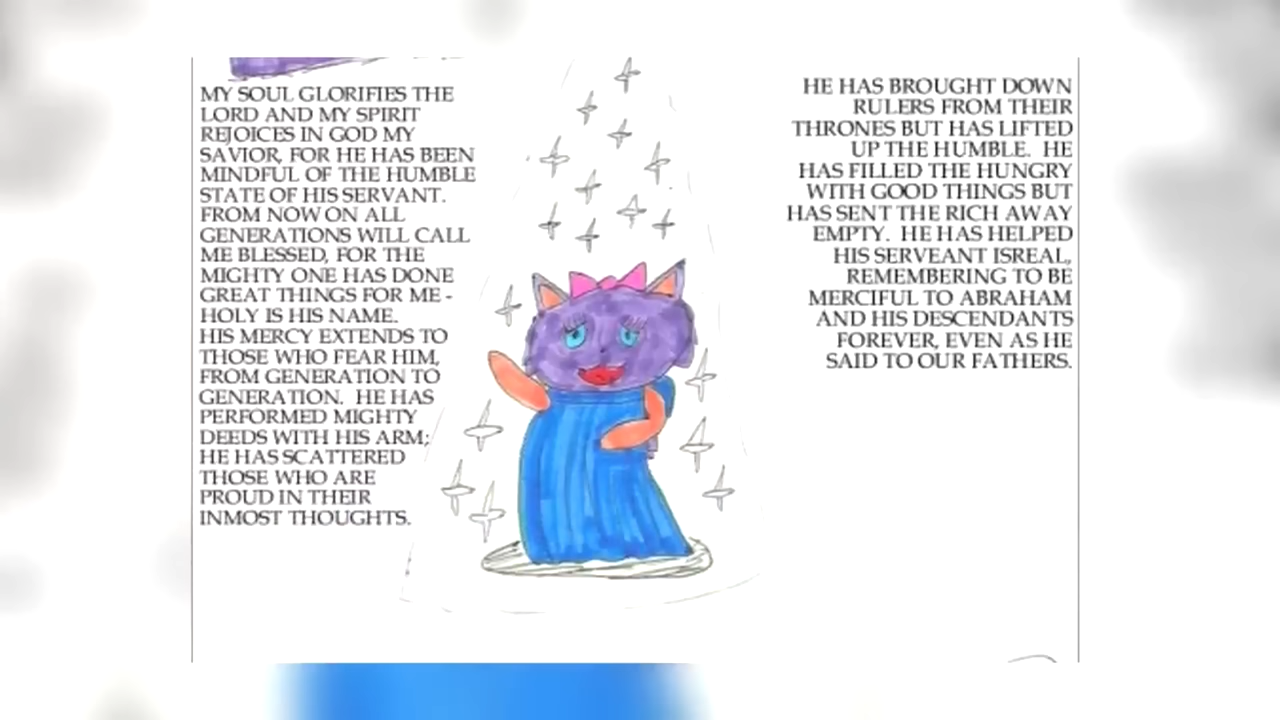 MY SOUL GLORIFIES THE
LORD AND MY SPIRIT
REJOICES IN GOD MY
SAVIOR, FOR HE HAS BEEN
MINDFUL OF THE HUMBLE
STATE OF HIS SERVANT.
FROM NOW ON ALL
GENERATIONS WILL CALL
ME BLESSED, FOR THE
MIGHTY ONE HAS DONE
GREAT THINGS FOR ME -
HOLY IS HIS NAME.
HIS MERCY EXTENDS TO
THOSE WHO FEAR HIM,
FROM GENERATION TO
GENERATION.  HE HAS
PERFORMED MIGHTY
DEEDS WITH HIS ARM;
HE HAS SCATTERED
THOSE WHO ARE
PROUD IN THEIR
INMOST THOUGHTS.
HE HAS BROUGHT DOWN
RULERS FROM THEIR
THRONES BUT HAS LIFTED
UP THE HUMBLE.  HE
HAS FILLED THE HUNGRY
WITH GOOD THINGS BUT
HAS SENT THE RICH AWAY
EMPTY.  HE HAS HELPED
HIS SERVEANT ISREAL,
REMEMBERING TO BE
MERCIFUL TO ABRAHAM
AND HIS DESCENDANTS
FOREVER, EVEN AS HE
SAID TO OUR FATHERS.